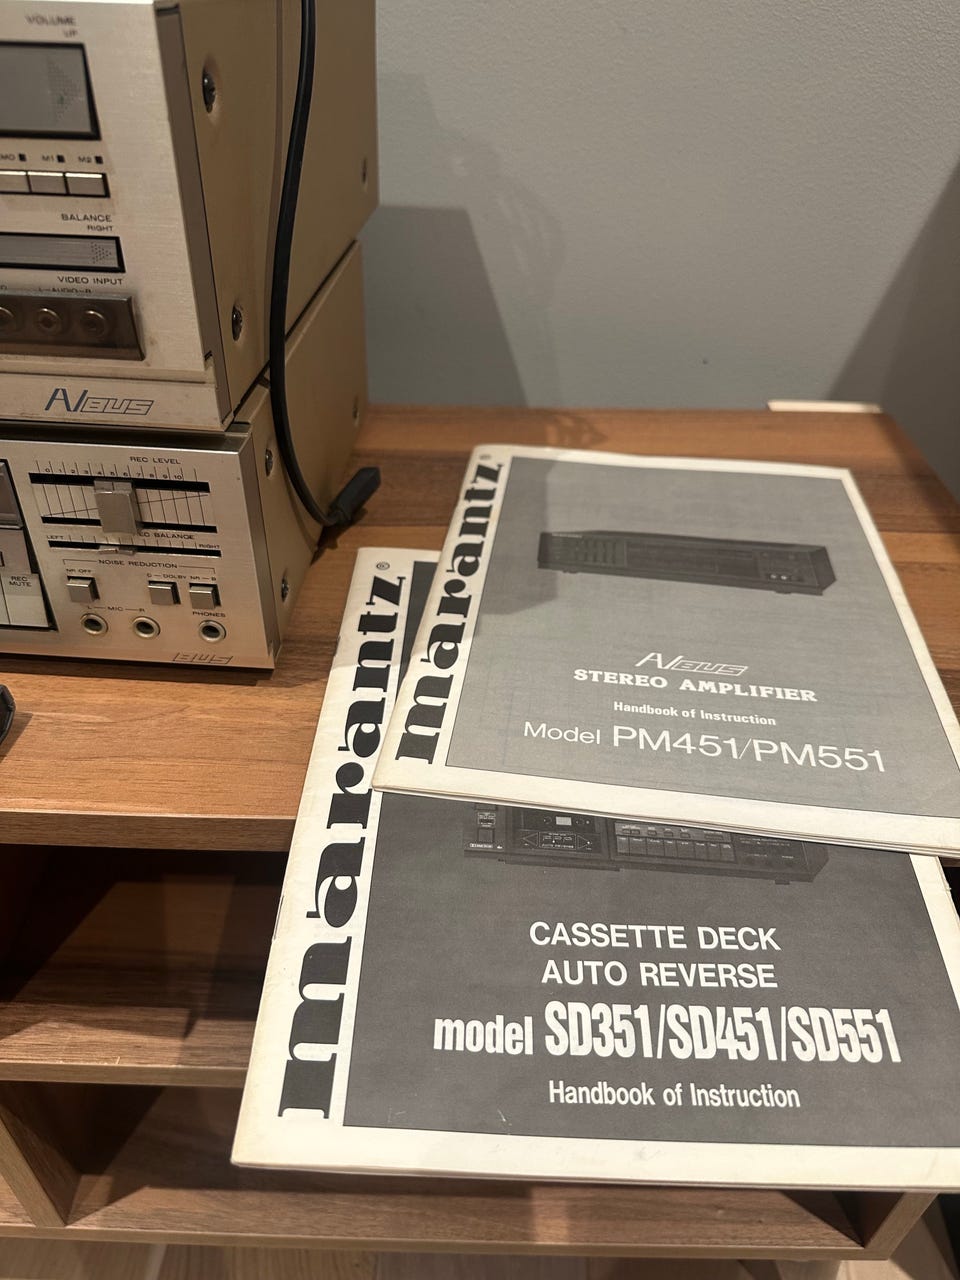 VOLUME
UP
M1 M2
BALANCE
RIGHT
VIDEO INPUT
L-AUDIO-R
AV BUS
REC LEVEL
0 1 2 3 4 5 6 7 8 9 10
REC BALANCE
LEFT RIGHT
NOISE REDUCTION
NR OFF C-DOLBY NR-B
REC
MUTE
L-MIC-R
PHONES
BUS
marantz®
AV BUS
STEREO AMPLIFIER
Handbook of Instruction
Model PM451/PM551
marantz®
CASSETTE DECK
AUTO REVERSE
model SD351/SD451/SD551
Handbook of Instruction